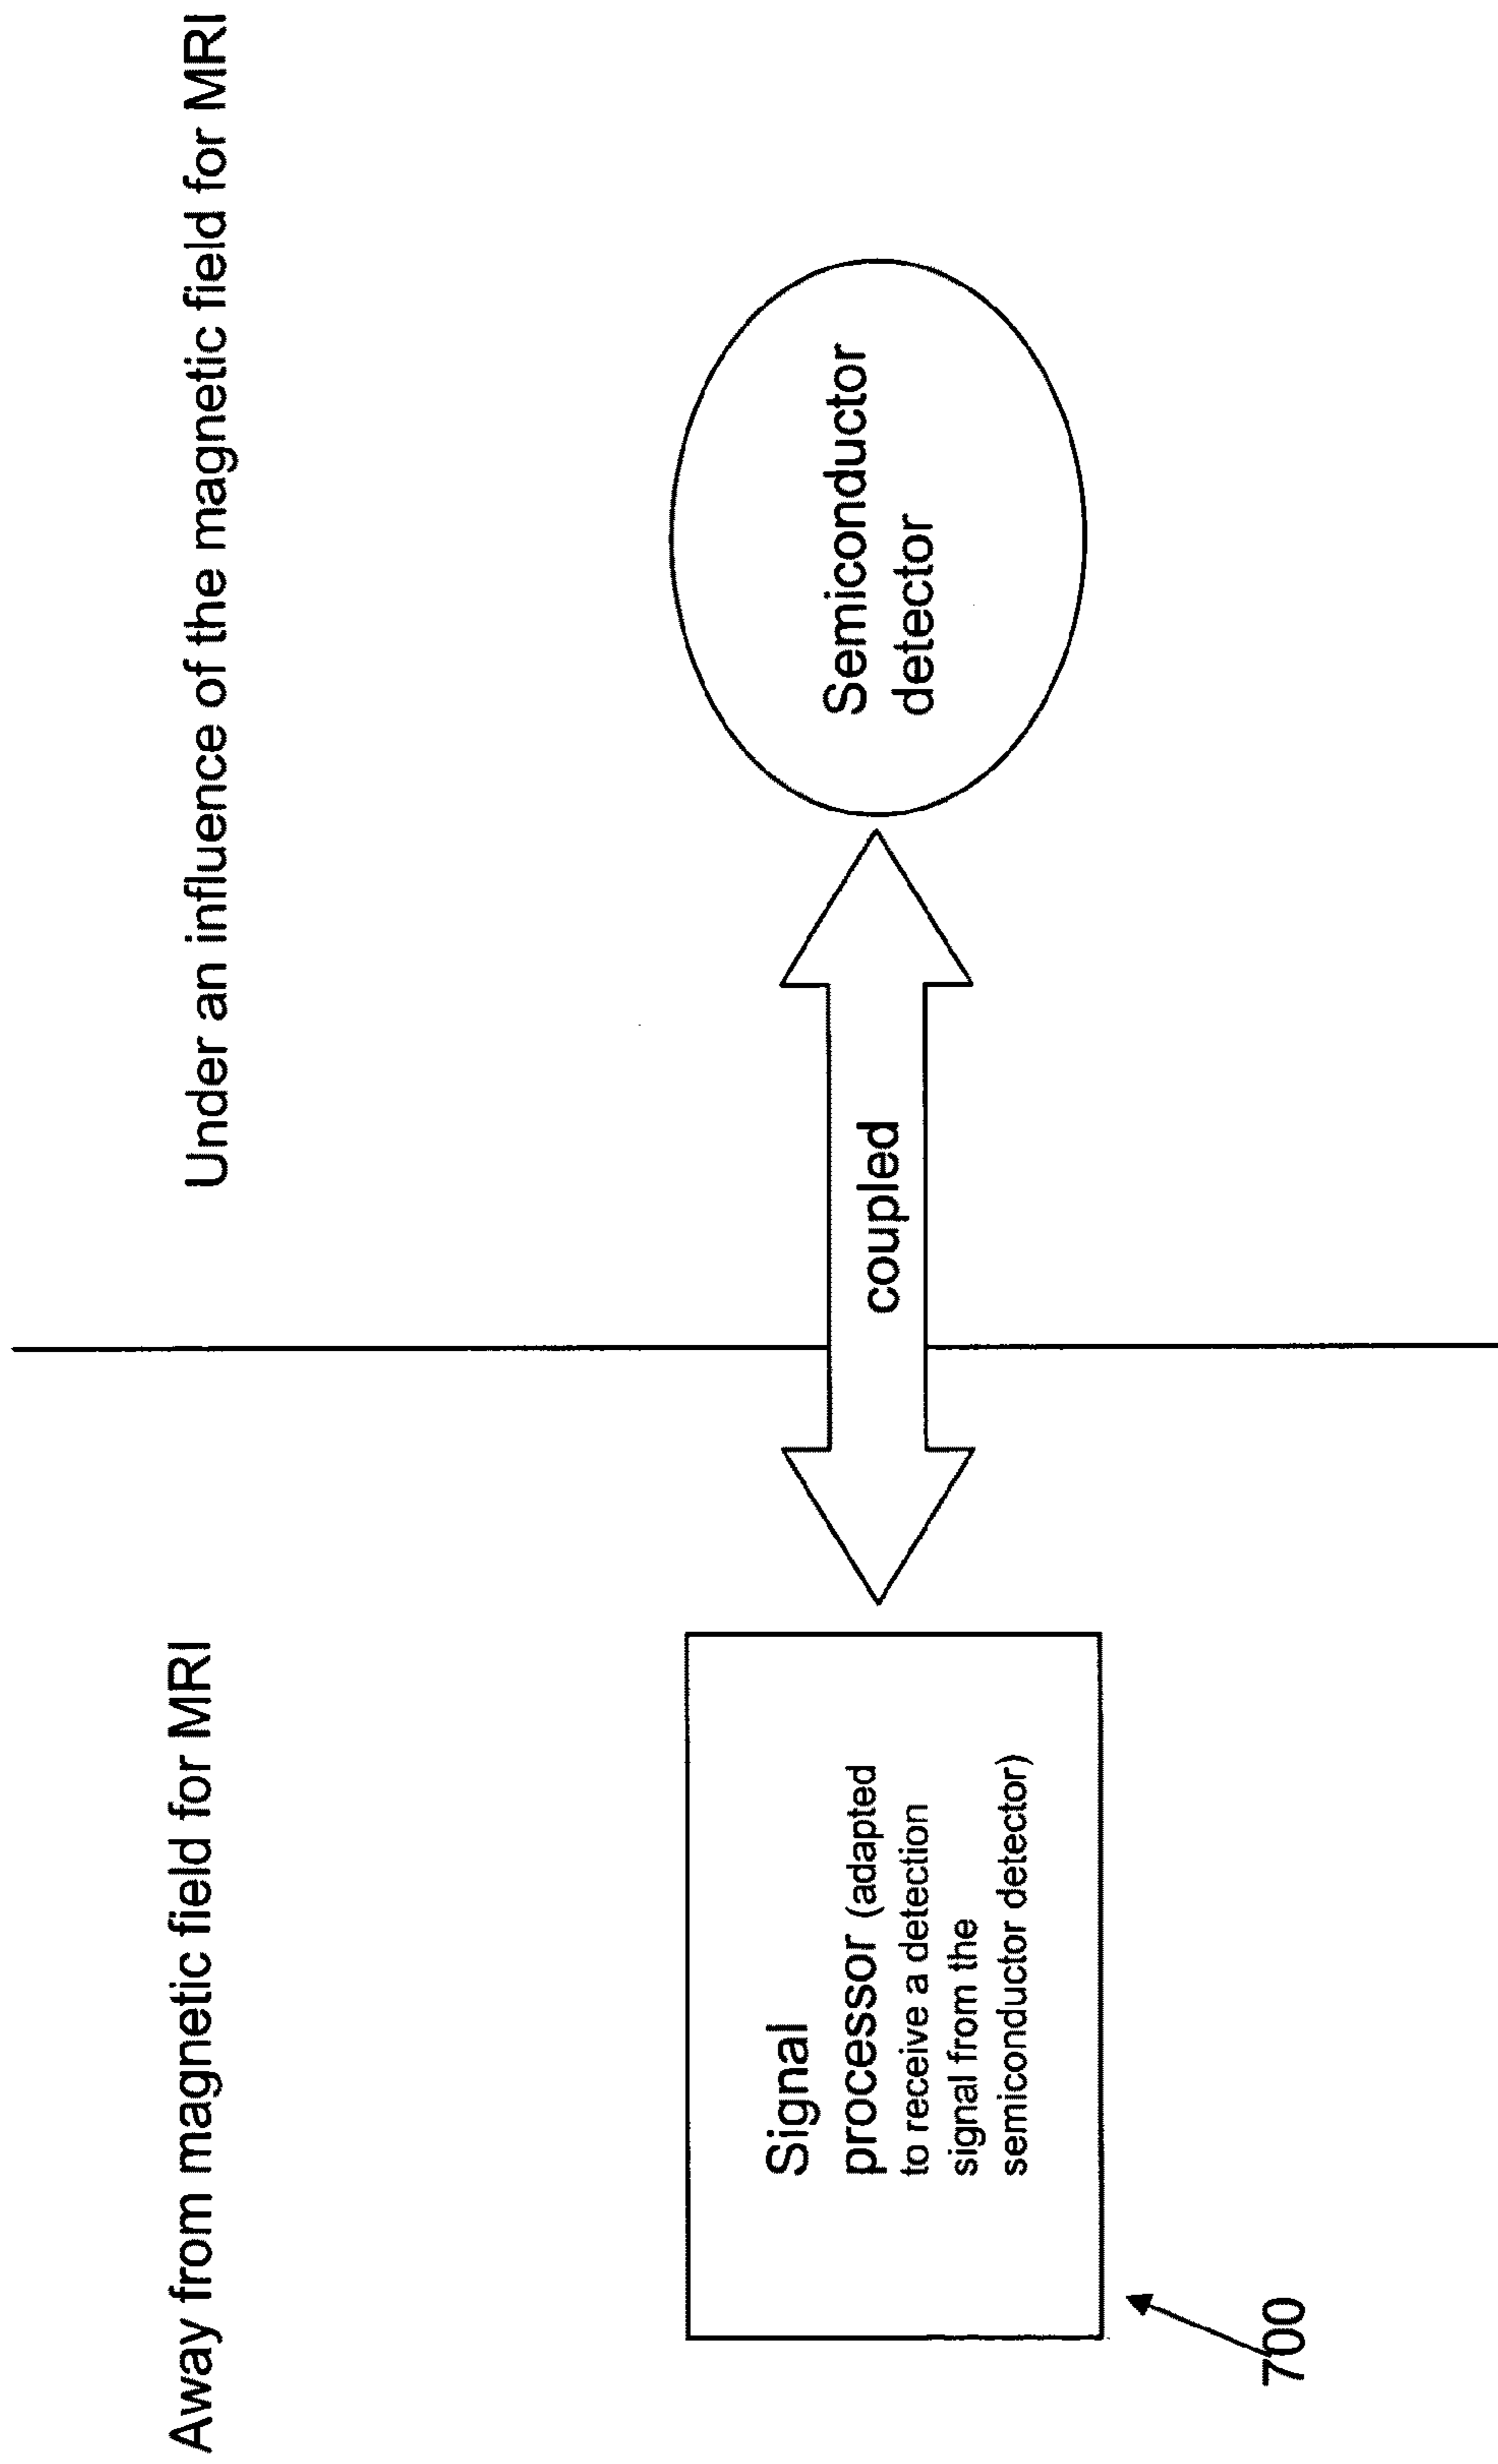 Away from magnetic field for MRI
Under an influence of the magnetic field for MRI
Signal
processor (adapted
to receive a detection
signal from the
semiconductor detector)
coupled
Semiconductor
detector
700